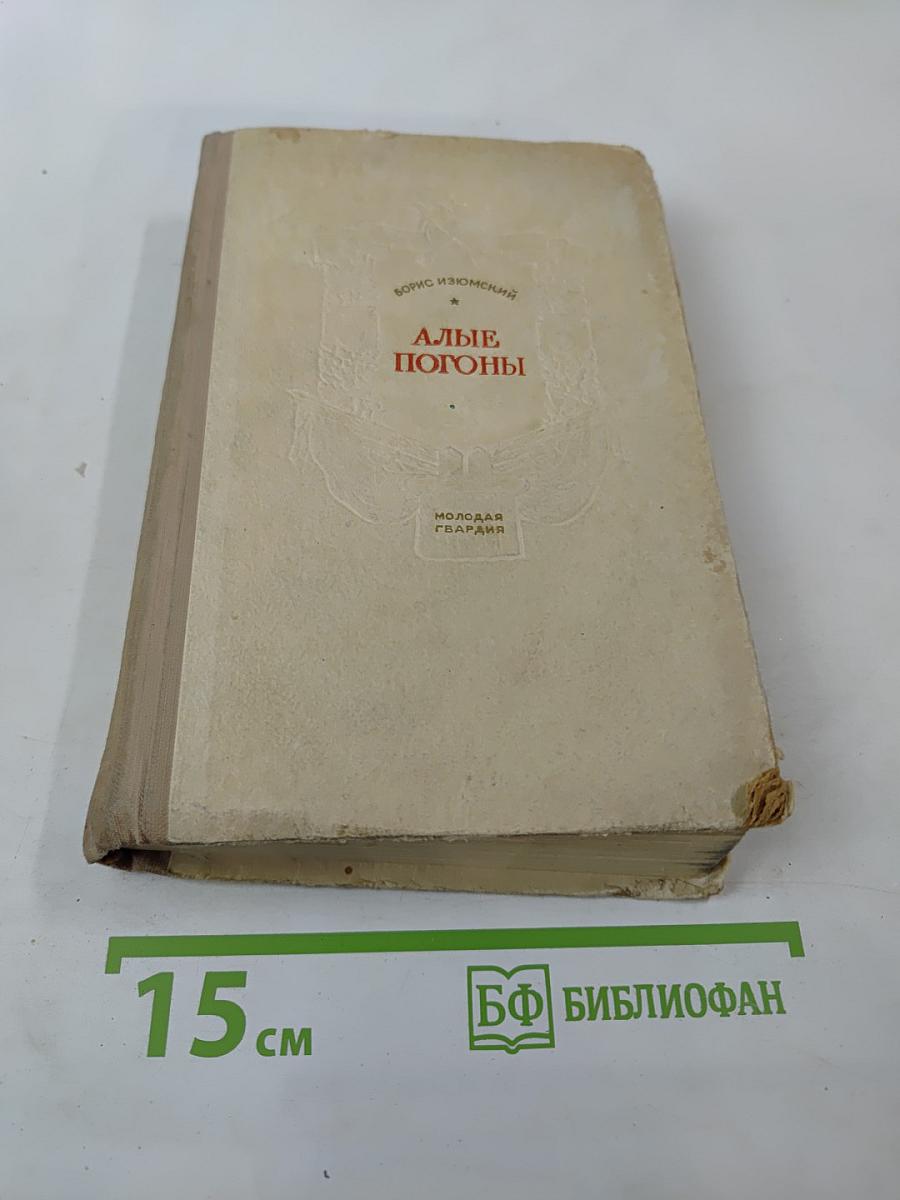 БОРИС ИЗЮМСКИЙ
АЛЫЕ
ПОГОНЫ
МОЛОДАЯ
ГВАРДИЯ
15 см
БФ БИБЛИОФАН